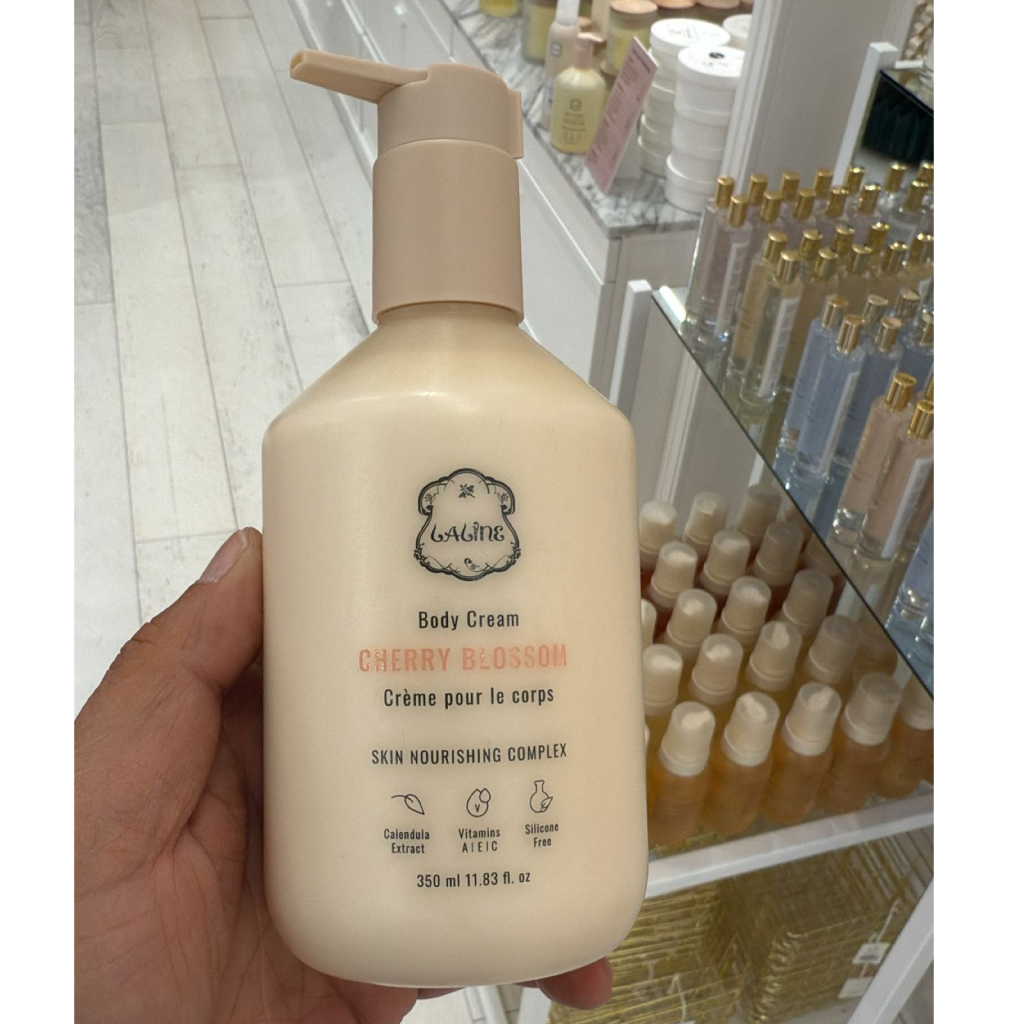 LALINE
Body Cream
CHERRY BLOSSOM
Crème pour le corps
SKIN NOURISHING COMPLEX
V
Calendula Extract
Vitamins A|E|C
Silicone Free
350 ml 11.83 fl. oz